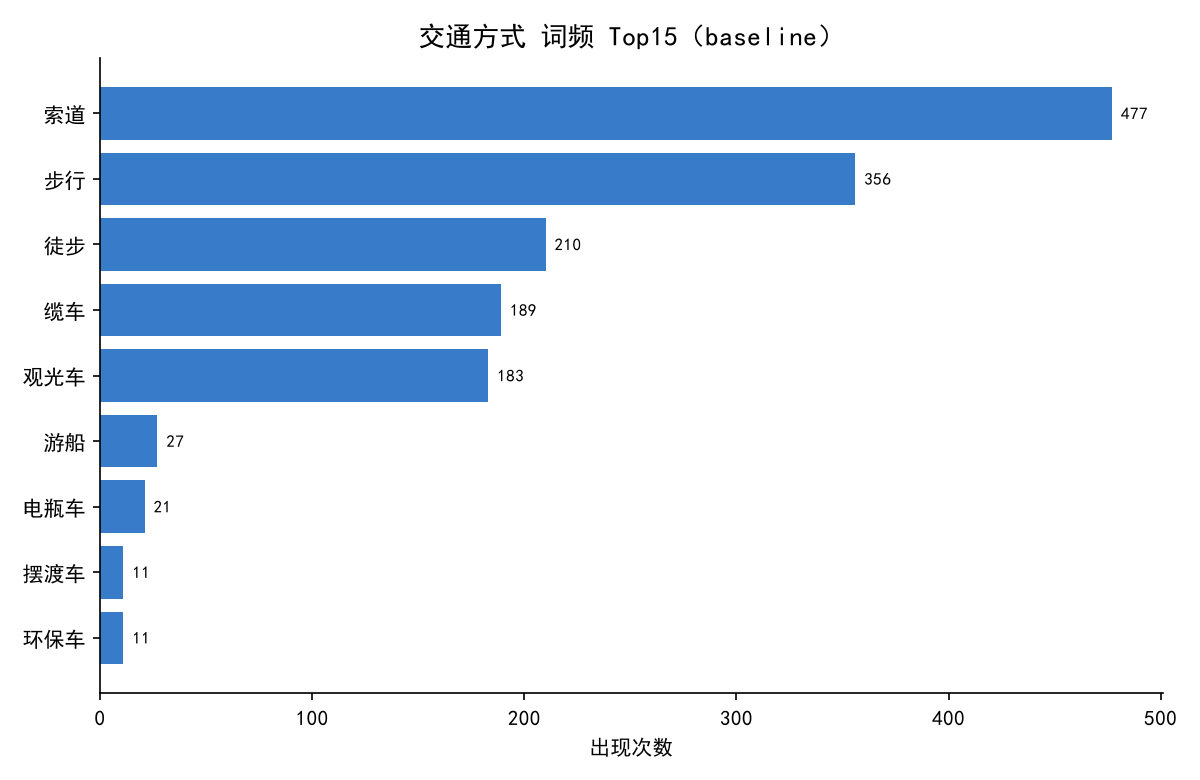 交通方式 词频 Top15（baseline）
索道 477
步行 356
徒步 210
缆车 189
观光车 183
游船 27
电瓶车 21
摆渡车 11
环保车 11
0 100 200 300 400 500
出现次数